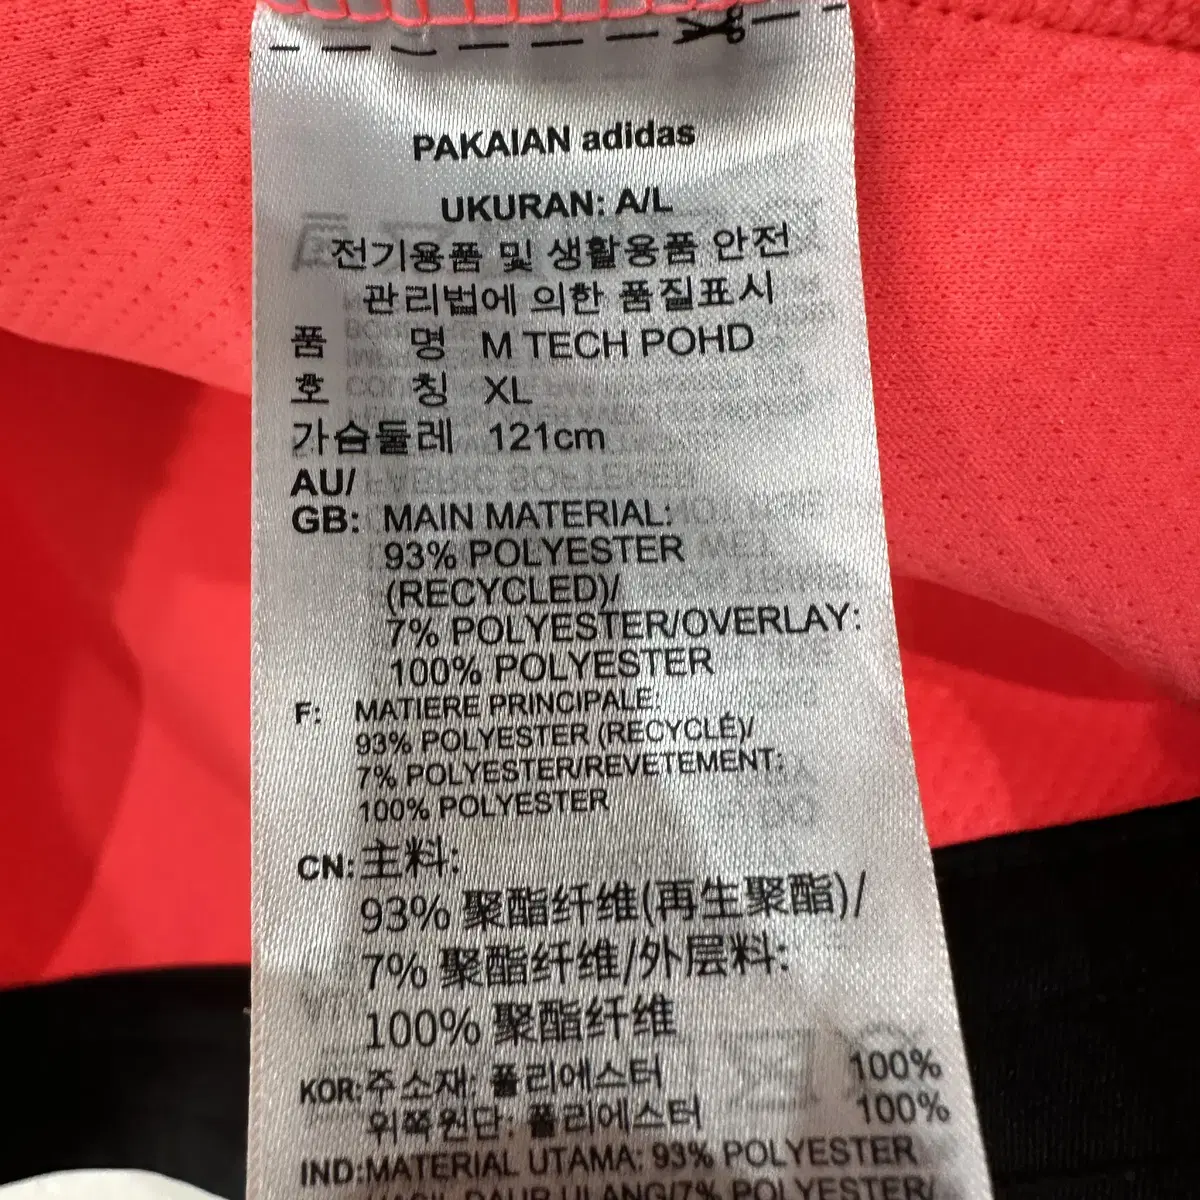 PAKAIAN adidas
UKURAN: A/L
전기용품 및 생활용품 안전
관리법에 의한 품질표시
품 명 M TECH POHD
호 칭 XL
가슴둘레 121cm
AU/
GB: MAIN MATERIAL:
93% POLYESTER
(RECYCLED)/
7% POLYESTER/OVERLAY:
100% POLYESTER
F: MATIERE PRINCIPALE:
93% POLYESTER (RECYCLÉ)/
7% POLYESTER/REVETEMENT:
100% POLYESTER
CN: 主料:
93% 聚酯纤维(再生聚酯)/
7% 聚酯纤维/外层料:
100% 聚酯纤维
KOR: 주소재: 폴리에스터 100%
위쪽원단: 폴리에스터 100%
IND: MATERIAL UTAMA: 93% POLYESTER
HASIL DAUR ULANG/7% POLYESTER/